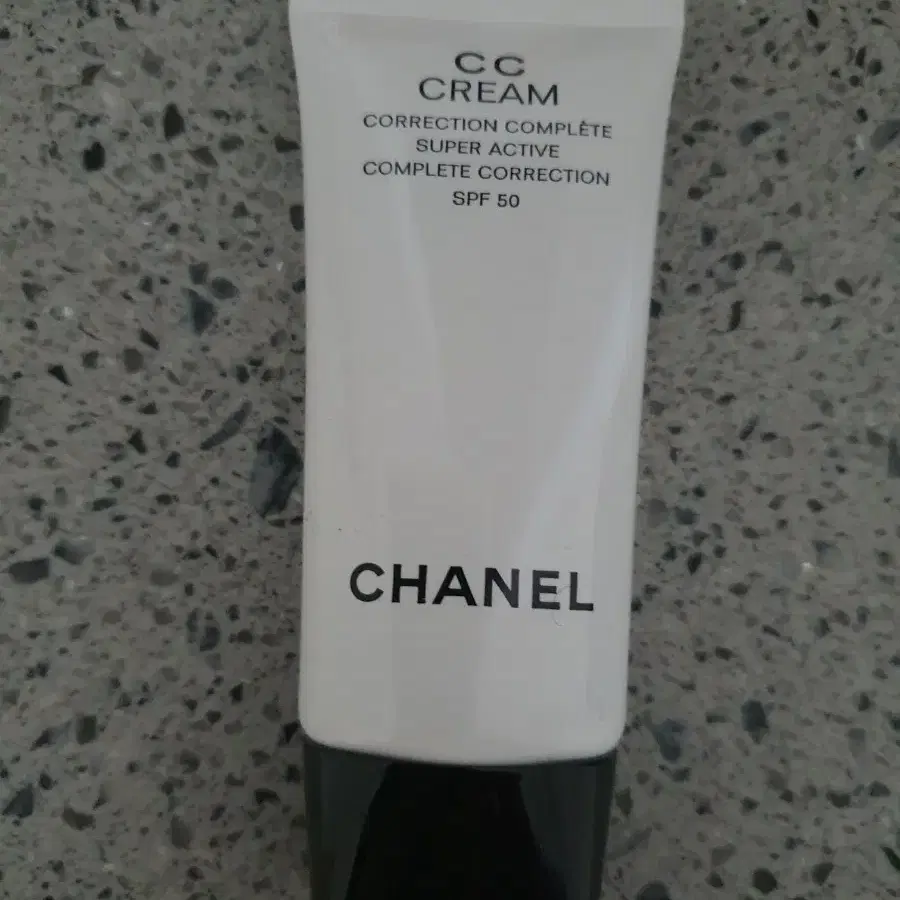 CC
CREAM
CORRECTION COMPLÈTE
SUPER ACTIVE
COMPLETE CORRECTION
SPF 50
CHANEL